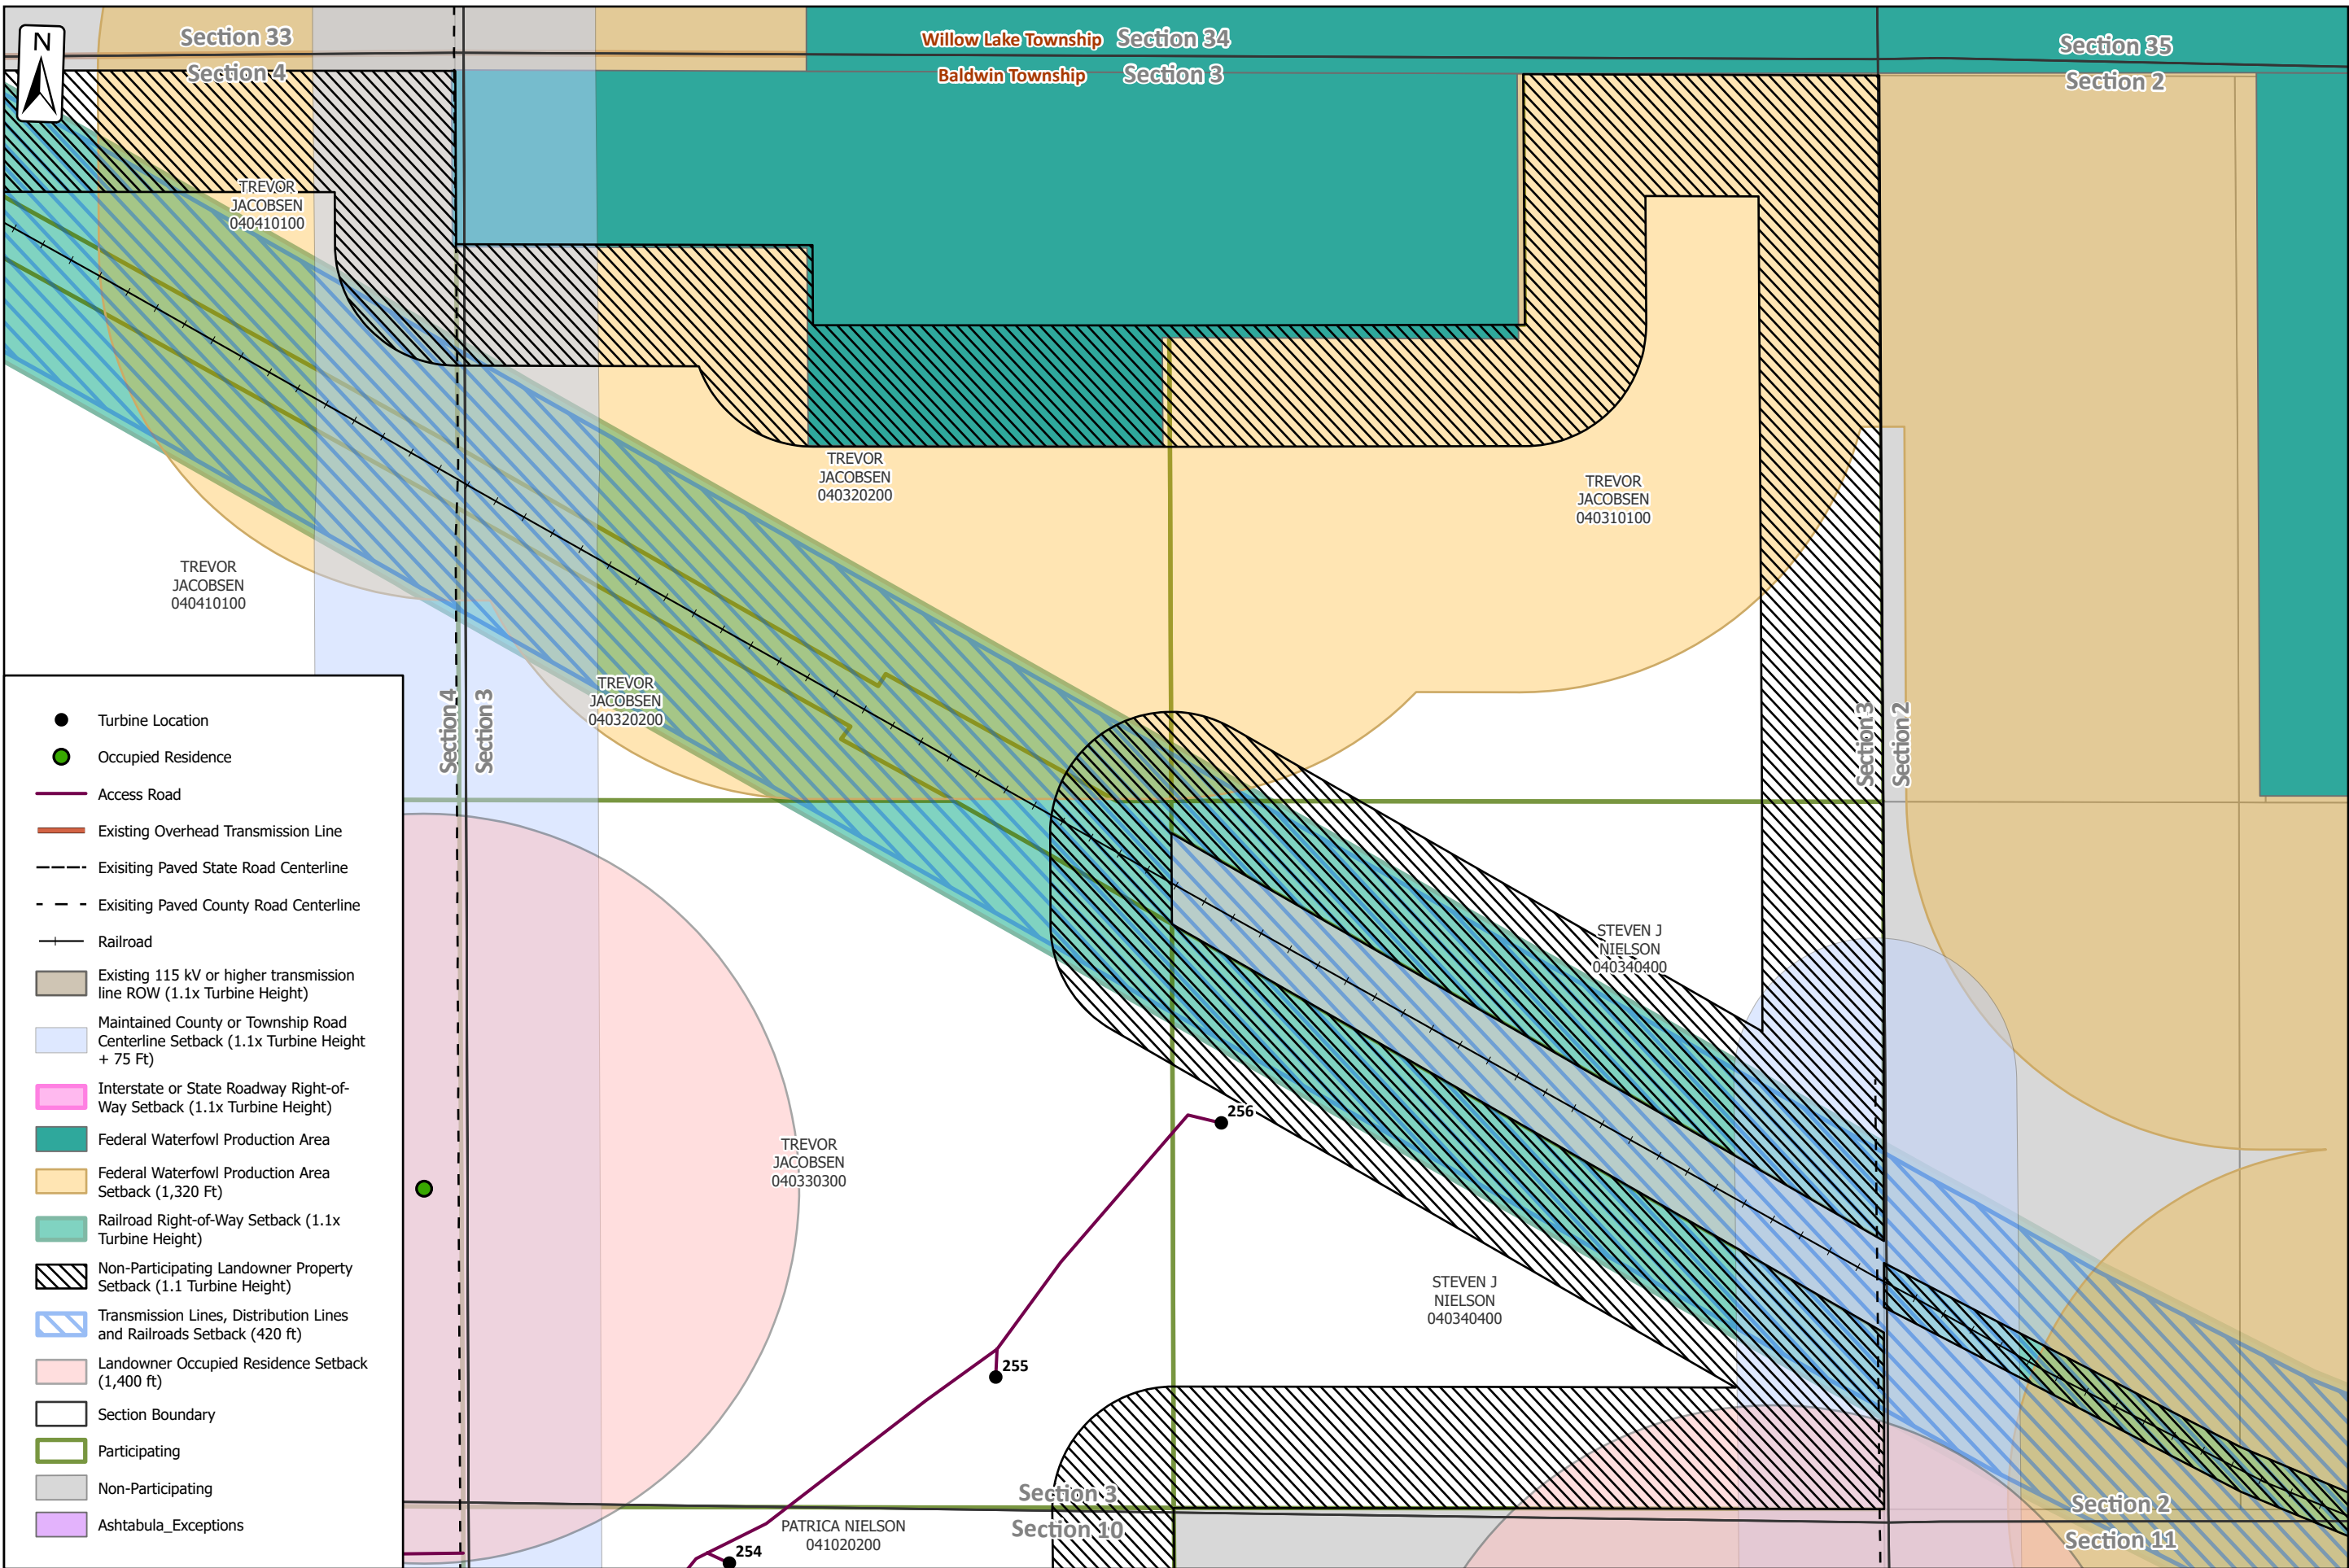 Section 33
Willow Lake Township Section 34
Section 35
N
Section 4
Baldwin Township Section 3
Section 2
TREVOR
JACOBSEN
040410100
TREVOR
JACOBSEN
040320200
TREVOR
JACOBSEN
040310100
TREVOR
JACOBSEN
040410100
TREVOR
JACOBSEN
040320200
Section 4
Section 3
Section 3
Section 2
STEVEN J
NIELSON
040340400
256
TREVOR
JACOBSEN
040330300
STEVEN J
NIELSON
040340400
255
Section 3
Section 10
Section 2
Section 11
PATRICA NIELSON
041020200
254
Turbine Location
Occupied Residence
Access Road
Existing Overhead Transmission Line
Exisiting Paved State Road Centerline
Exisiting Paved County Road Centerline
Railroad
Existing 115 kV or higher transmission
line ROW (1.1x Turbine Height)
Maintained County or Township Road
Centerline Setback (1.1x Turbine Height
+ 75 Ft)
Interstate or State Roadway Right-of-
Way Setback (1.1x Turbine Height)
Federal Waterfowl Production Area
Federal Waterfowl Production Area
Setback (1,320 Ft)
Railroad Right-of-Way Setback (1.1x
Turbine Height)
Non-Participating Landowner Property
Setback (1.1 Turbine Height)
Transmission Lines, Distribution Lines
and Railroads Setback (420 ft)
Landowner Occupied Residence Setback
(1,400 ft)
Section Boundary
Participating
Non-Participating
Ashtabula_Exceptions